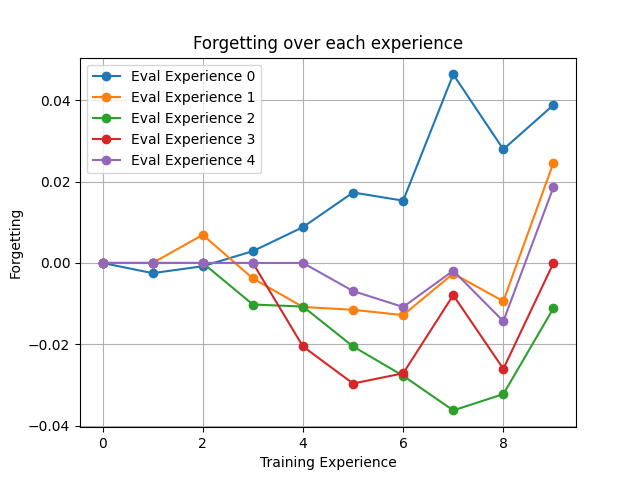 Forgetting over each experience
Eval Experience 0
Eval Experience 1
Eval Experience 2
Eval Experience 3
Eval Experience 4
0.04
0.02
0.00
−0.02
−0.04
Forgetting
0 2 4 6 8
Training Experience